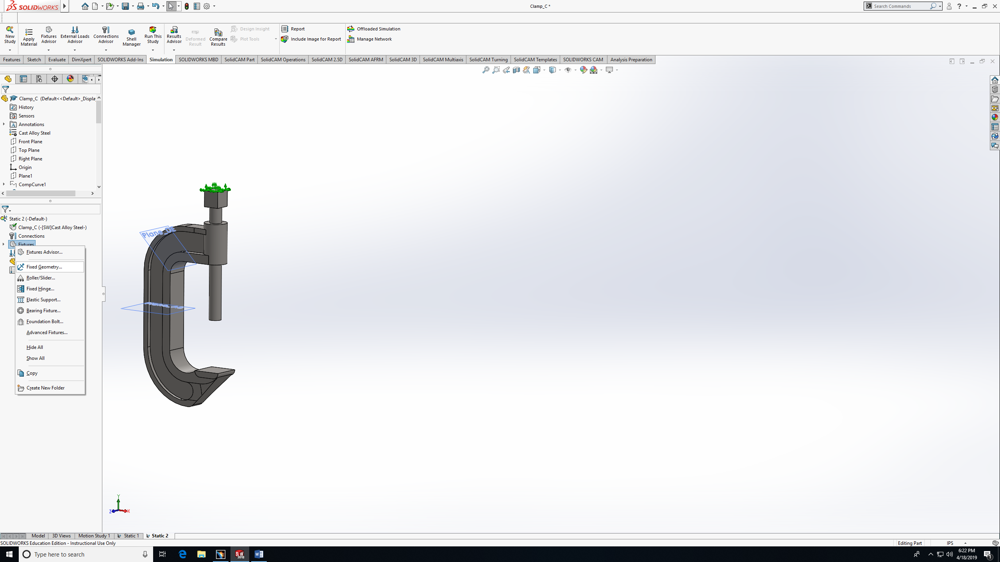 SOLIDWORKS
Clamp_C *
Search Commands
?
New Study
Apply Material
Fixtures Advisor
External Loads Advisor
Connections Advisor
Shell Manager
Run This Study
Results Advisor
Deformed Result
Compare Results
Design Insight
Plot Tools
Report
Include Image for Report
Offloaded Simulation
Manage Network
Features
Sketch
Evaluate
DimXpert
SOLIDWORKS Add-Ins
Simulation
SOLIDWORKS MBD
SolidCAM Part
SolidCAM Operations
SolidCAM 2.5D
SolidCAM AFRM
SolidCAM 3D
SolidCAM Multiaxis
SolidCAM Turning
SolidCAM Templates
SOLIDWORKS CAM
Analysis Preparation
Clamp_C (Default<<Default>_Displa
History
Sensors
Annotations
Cast Alloy Steel
Front Plane
Top Plane
Right Plane
Origin
Plane1
CompCurve1
Static 2 (-Default-)
Clamp_C (-[SW]Cast Alloy Steel-)
Connections
Fixtures
Fixtures Advisor...
Fixed Geometry...
Roller/Slider...
Fixed Hinge...
Elastic Support...
Bearing Fixture...
Foundation Bolt...
Advanced Fixtures...
Hide All
Show All
Copy
Create New Folder
Plane_DE
Y
Z
X
Model
3D Views
Motion Study 1
Static 1
Static 2
SOLIDWORKS Education Edition - Instructional Use Only
Editing Part
IPS
Type here to search
SW
2018
6:22 PM
4/18/2019
1